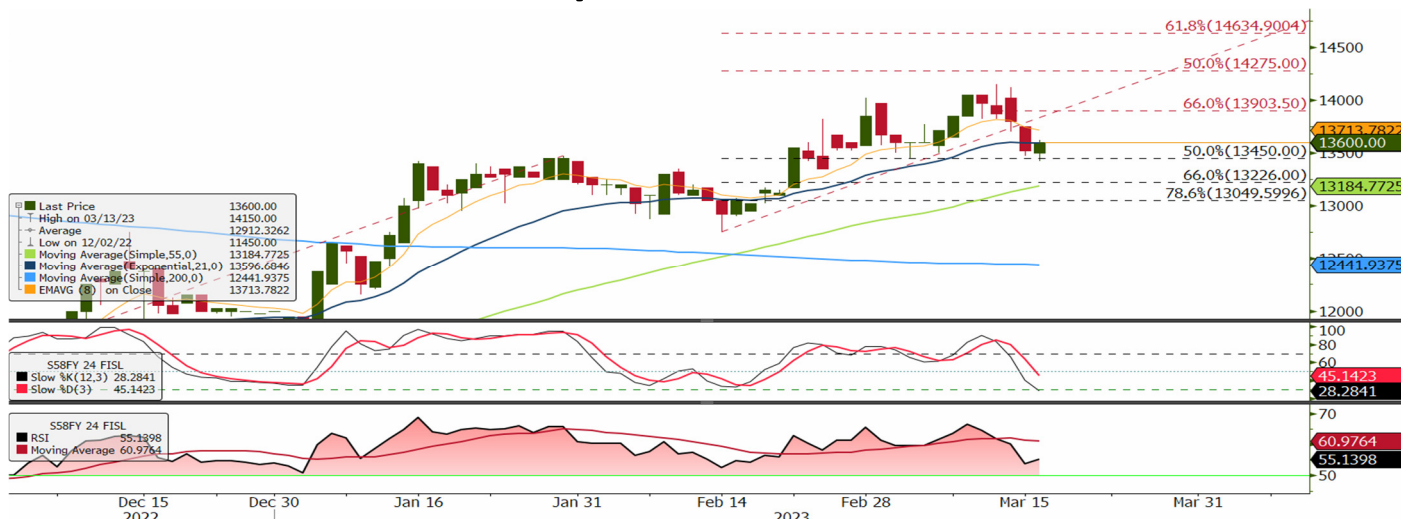 61.8%(14634.9004)
14500
50.0%(14275.00)
14000
66.0%(13903.50)
13713.7822
13600.00
13500
50.0%(13450.00)
66.0%(13226.00)
13184.7725
78.6%(13049.5996)
13000
12500
12441.9375
12000
Last Price 13600.00
High on 03/13/23 14150.00
Average 12912.3262
Low on 12/02/22 11450.00
Moving Average(Simple,55,0) 13184.7725
Moving Average(Exponential,21,0) 13596.6846
Moving Average(Simple,200,0) 12441.9375
EMAVG (8) on Close 13713.7822
100
80
60
45.1423
28.2841
S58FY 24 FISL
Slow %K(12,3) 28.2841
Slow %D(3) 45.1423
70
60.9764
55.1398
50
S58FY 24 FISL
RSI 55.1398
Moving Average 60.9764
Dec 15 Dec 30 Jan 16 Jan 31 Feb 14 Feb 28 Mar 15 Mar 31
2022 2023